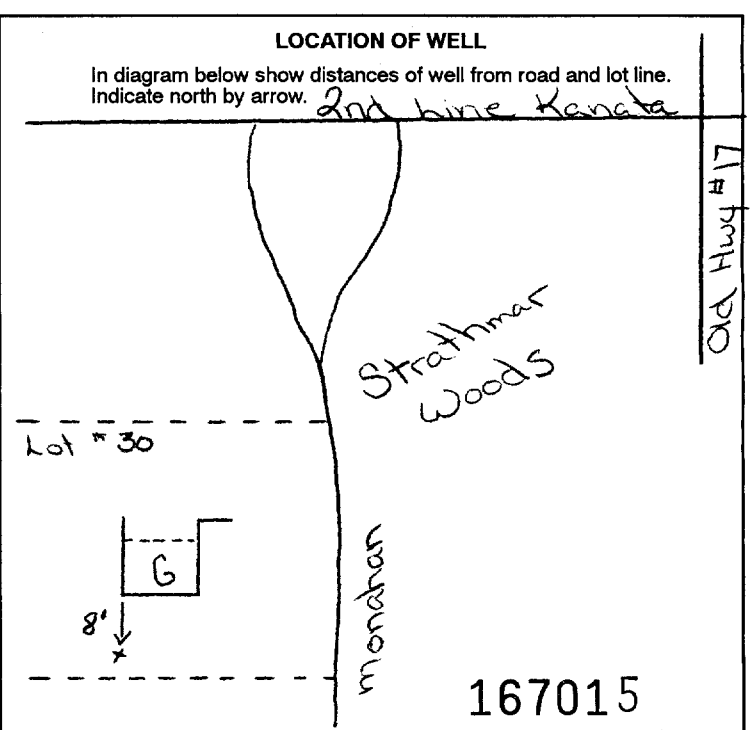 LOCATION OF WELL
In diagram below show distances of well from road and lot line.
Indicate north by arrow.
2nd Line Kanata
Old Hwy #17
Strathmar
Woods
Lot # 30
G
8'
x
Monahan
167015